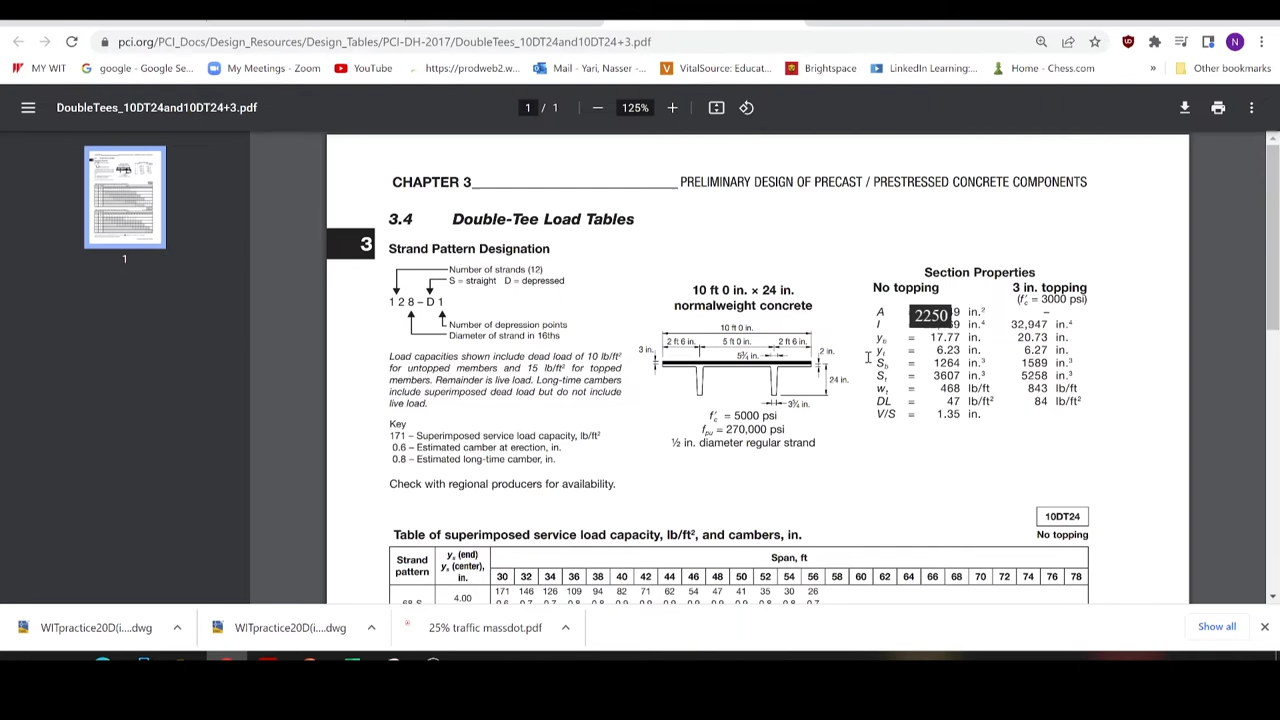 pci.org/PCI_Docs/Design_Resources/Design_Tables/PCI-DH-2017/DoubleTees_10DT24and10DT24+3.pdf
N
MY WIT
google - Google Se...
My Meetings - Zoom
YouTube
https://prodweb2.w...
Mail - Yari, Nasser -...
VitalSource: Educat...
Brightspace
LinkedIn Learning:...
Home - Chess.com
»
Other bookmarks
DoubleTees_10DT24and10DT24+3.pdf
1 / 1
125%
1
CHAPTER 3
PRELIMINARY DESIGN OF PRECAST / PRESTRESSED CONCRETE COMPONENTS
3
3.4 Double-Tee Load Tables
Strand Pattern Designation
Number of strands (12)
S = straight D = depressed
128-D1
Number of depression points
Diameter of strand in 16ths
Load capacities shown include dead load of 10 lb/ft²
for untopped members and 15 lb/ft² for topped
members. Remainder is live load. Long-time cambers
include superimposed dead load but do not include
live load.
Key
171 – Superimposed service load capacity, lb/ft²
0.6 – Estimated camber at erection, in.
0.8 – Estimated long-time camber, in.
Check with regional producers for availability.
10 ft 0 in. × 24 in.
normalweight concrete
10 ft 0 in.
2 ft 6 in. 5 ft 0 in. 2 ft 6 in.
3 in. 5¾ in. 2 in.
24 in.
3¾ in.
f′c = 5000 psi
fpu = 270,000 psi
½ in. diameter regular strand
Section Properties
No topping 3 in. topping
(f′c = 3000 psi)
A 9 in.² –
2250
I in.⁴ 32,947 in.⁴
yb = 17.77 in. 20.73 in.
yt = 6.23 in. 6.27 in.
Sb = 1264 in.³ 1589 in.³
St = 3607 in.³ 5258 in.³
wt = 468 lb/ft 843 lb/ft
DL = 47 lb/ft² 84 lb/ft²
V/S = 1.35 in.
10DT24
Table of superimposed service load capacity, lb/ft², and cambers, in. No topping
Strand pattern
ys (end) ys (center), in.
Span, ft
30 32 34 36 38 40 42 44 46 48 50 52 54 56 58 60 62 64 66 68 70 72 74 76 78
4.00
171 146 126 109 94 82 71 62 54 47 41 35 30 26
WITpractice20D(i....dwg
WITpractice20D(i....dwg
25% traffic massdot.pdf
Show all